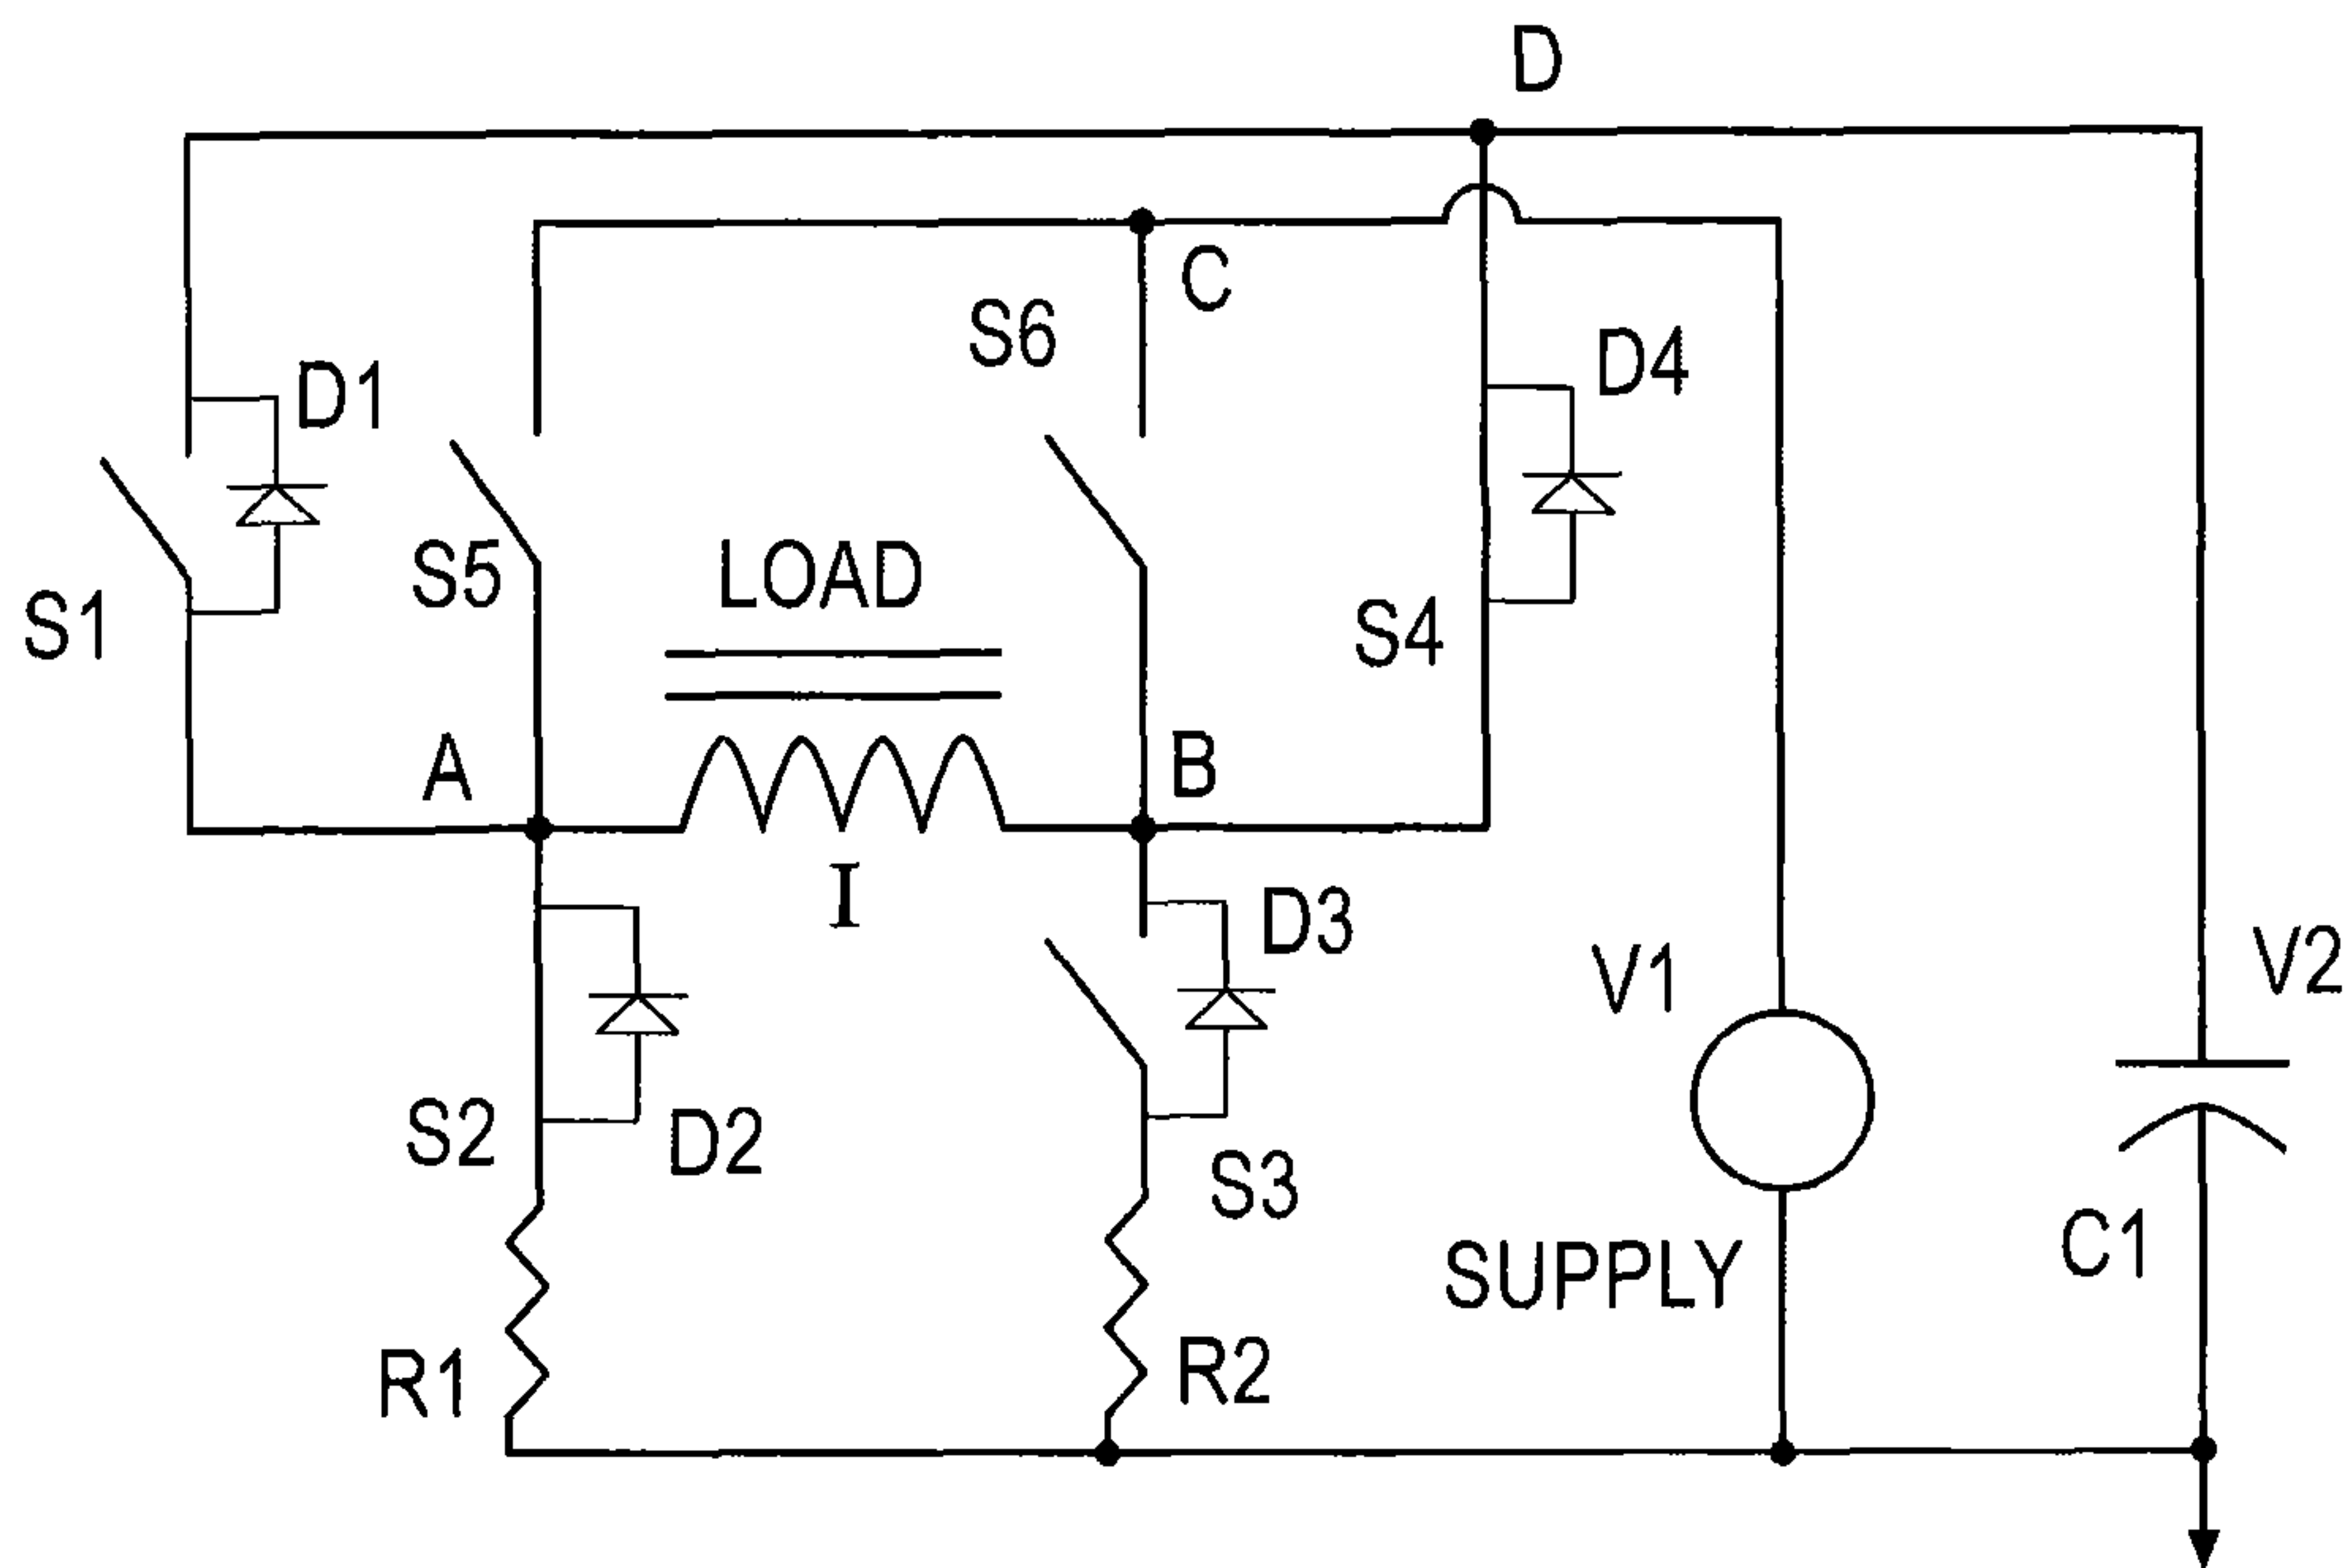 D
C
S6
D4
D1
S5
LOAD
S1
S4
A
B
I
D3
V1
V2
S2
D2
S3
C1
SUPPLY
R1
R2